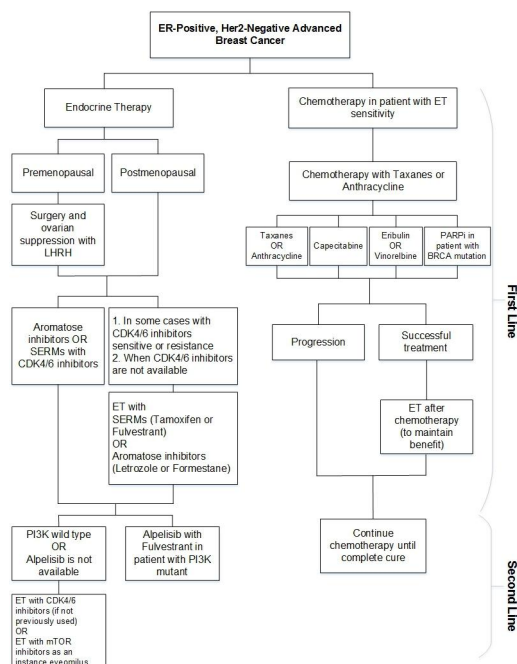 ER-Positive, Her2-Negative Advanced
Breast Cancer
Endocrine Therapy
Chemotherapy in patient with ET
sensitivity
Premenopausal
Postmenopausal
Chemotherapy with Taxanes or
Anthracycline
Surgery and
ovarian
suppression with
LHRH
Taxanes
OR
Anthracycline
Capecitabine
Eribulin
OR
Vinorelbine
PARPi in
patient with
BRCA mutation
Aromatose
inhibitors OR
SERMs with
CDK4/6 inhibitors
1. In some cases with
CDK4/6 inhibitors
sensitive or resistance
2. When CDK4/6 inhibitors
are not available
Progression
Successful
treatment
First Line
ET with
SERMs (Tamoxifen or
Fulvestrant)
OR
Aromatose inhibitors
(Letrozole or Formestane)
ET after
chemotherapy
(to maintain
benefit)
PI3K wild type
OR
Alpelisib is not
available
Alpelisib with
Fulvestrant in
patient with PI3K
mutant
Continue
chemotherapy until
complete cure
Second Line
ET with CDK4/6
inhibitors (if not
previously used)
OR
ET with mTOR
inhibitors as an
instance eveomilus